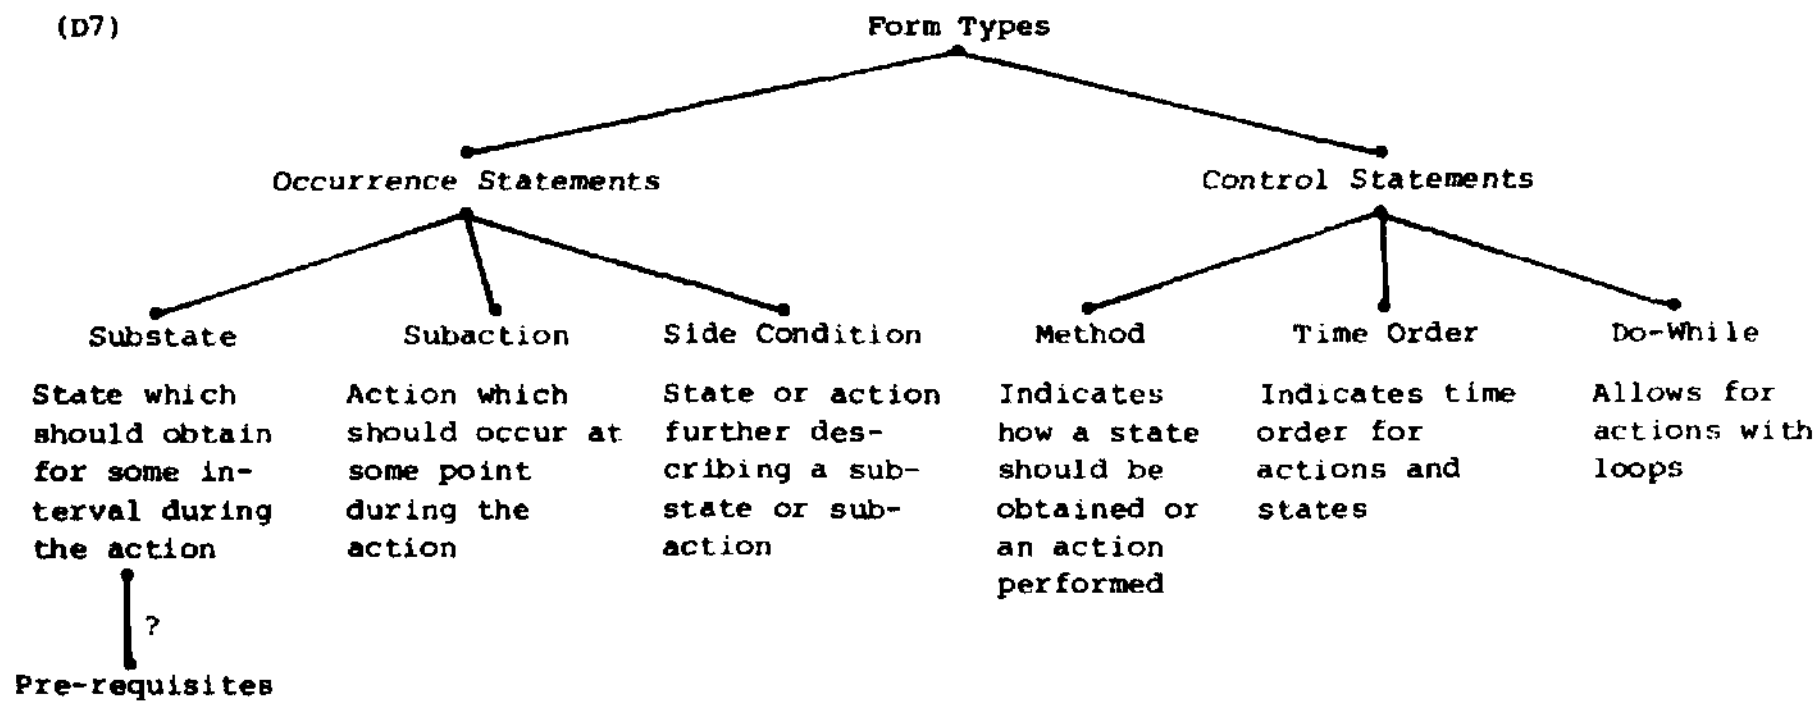 (D7)
Form Types
Occurrence Statements
Control Statements
Substate
Subaction
Side Condition
Method
Time Order
Do-While
State which
should obtain
for some in-
terval during
the action
Action which
should occur at
some point
during the
action
State or action
further des-
cribing a sub-
state or sub-
action
Indicates
how a state
should be
obtained or
an action
performed
Indicates time
order for
actions and
states
Allows for
actions with
loops
?
Pre-requisites